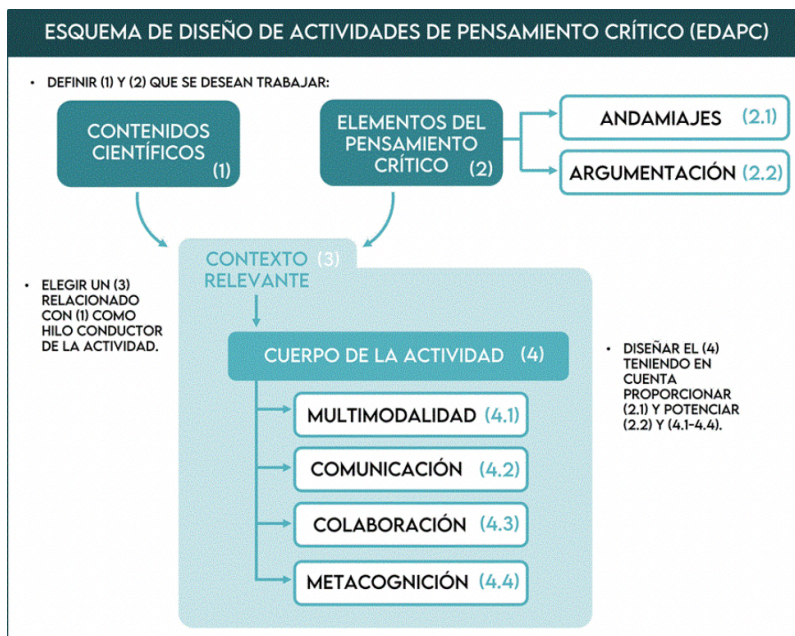 ESQUEMA DE DISEÑO DE ACTIVIDADES DE PENSAMIENTO CRÍTICO (EDAPC)
• DEFINIR (1) Y (2) QUE SE DESEAN TRABAJAR:
CONTENIDOS
CIENTÍFICOS
(1)
ELEMENTOS DEL
PENSAMIENTO
CRÍTICO (2)
ANDAMIAJES (2.1)
ARGUMENTACIÓN (2.2)
CONTEXTO (3)
RELEVANTE
• ELEGIR UN (3)
RELACIONADO
CON (1) COMO
HILO CONDUCTOR
DE LA ACTIVIDAD.
CUERPO DE LA ACTIVIDAD (4)
MULTIMODALIDAD (4.1)
COMUNICACIÓN (4.2)
COLABORACIÓN (4.3)
METACOGNICIÓN (4.4)
• DISEÑAR EL (4)
TENIENDO EN
CUENTA
PROPORCIONAR
(2.1) Y POTENCIAR
(2.2) Y (4.1-4.4).